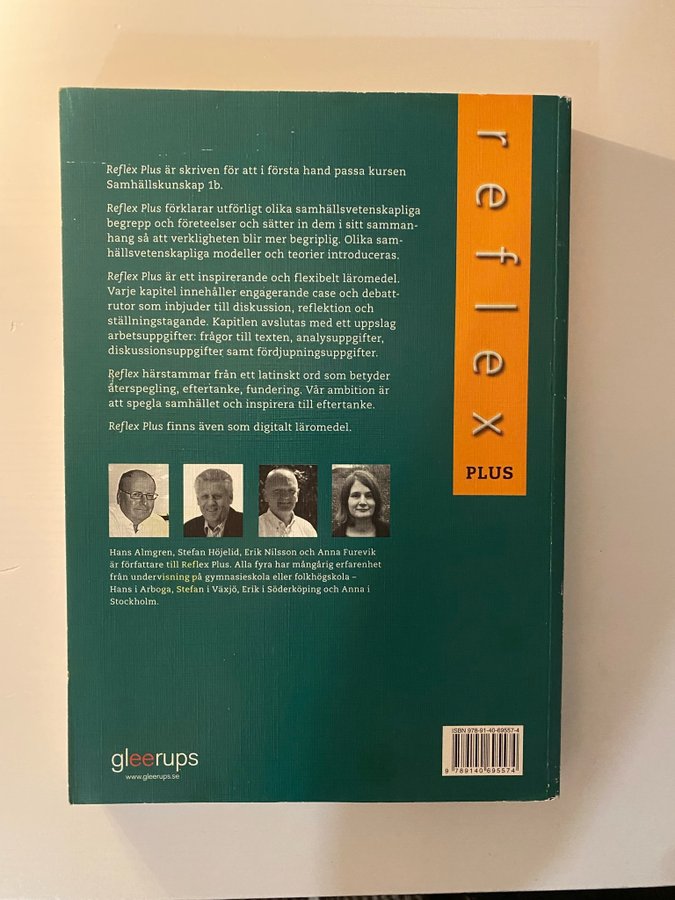 Reflex Plus är skriven för att i första hand passa kursen
Samhällskunskap 1b.
Reflex Plus förklarar utförligt olika samhällsvetenskapliga
begrepp och företeelser och sätter in dem i sitt samman-
hang så att verkligheten blir mer begriplig. Olika sam-
hällsvetenskapliga modeller och teorier introduceras.
Reflex Plus är ett inspirerande och flexibelt läromedel.
Varje kapitel innehåller engagerande case och debatt-
rutor som inbjuder till diskussion, reflektion och
ställningstagande. Kapitlen avslutas med ett uppslag
arbetsuppgifter: frågor till texten, analysuppgifter,
diskussionsuppgifter samt fördjupningsuppgifter.
Reflex härstammar från ett latinskt ord som betyder
återspegling, eftertanke, fundering. Vår ambition är
att spegla samhället och inspirera till eftertanke.
Reflex Plus finns även som digitalt läromedel.
Hans Almgren, Stefan Höjelid, Erik Nilsson och Anna Furevik
är författare till Reflex Plus. Alla fyra har mångårig erfarenhet
från undervisning på gymnasieskola eller folkhögskola –
Hans i Arboga, Stefan i Växjö, Erik i Söderköping och Anna i
Stockholm.
reflex
PLUS
gleerups
www.gleerups.se
ISBN 978-91-40-69557-4
9 789140 695574